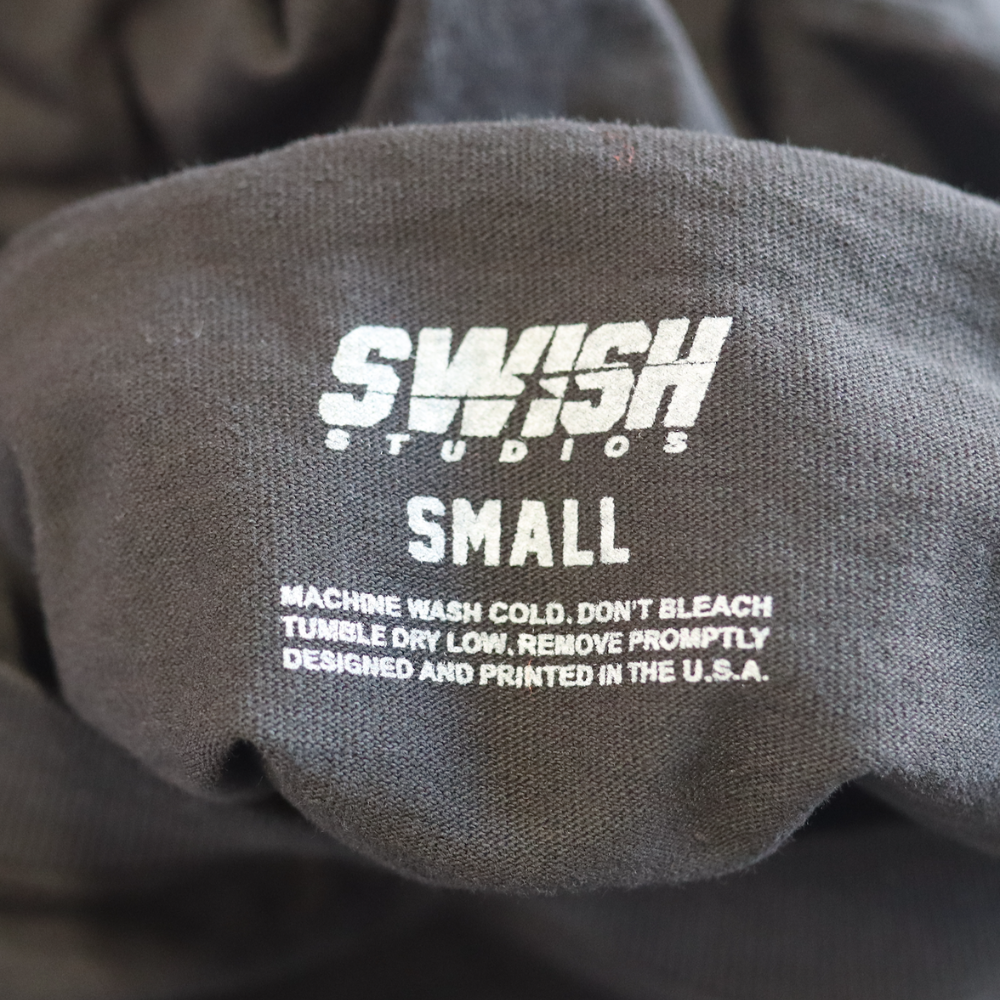 SWISH
STUDIOS
SMALL
MACHINE WASH COLD. DON'T BLEACH
TUMBLE DRY LOW. REMOVE PROMPTLY
DESIGNED AND PRINTED IN THE U.S.A.